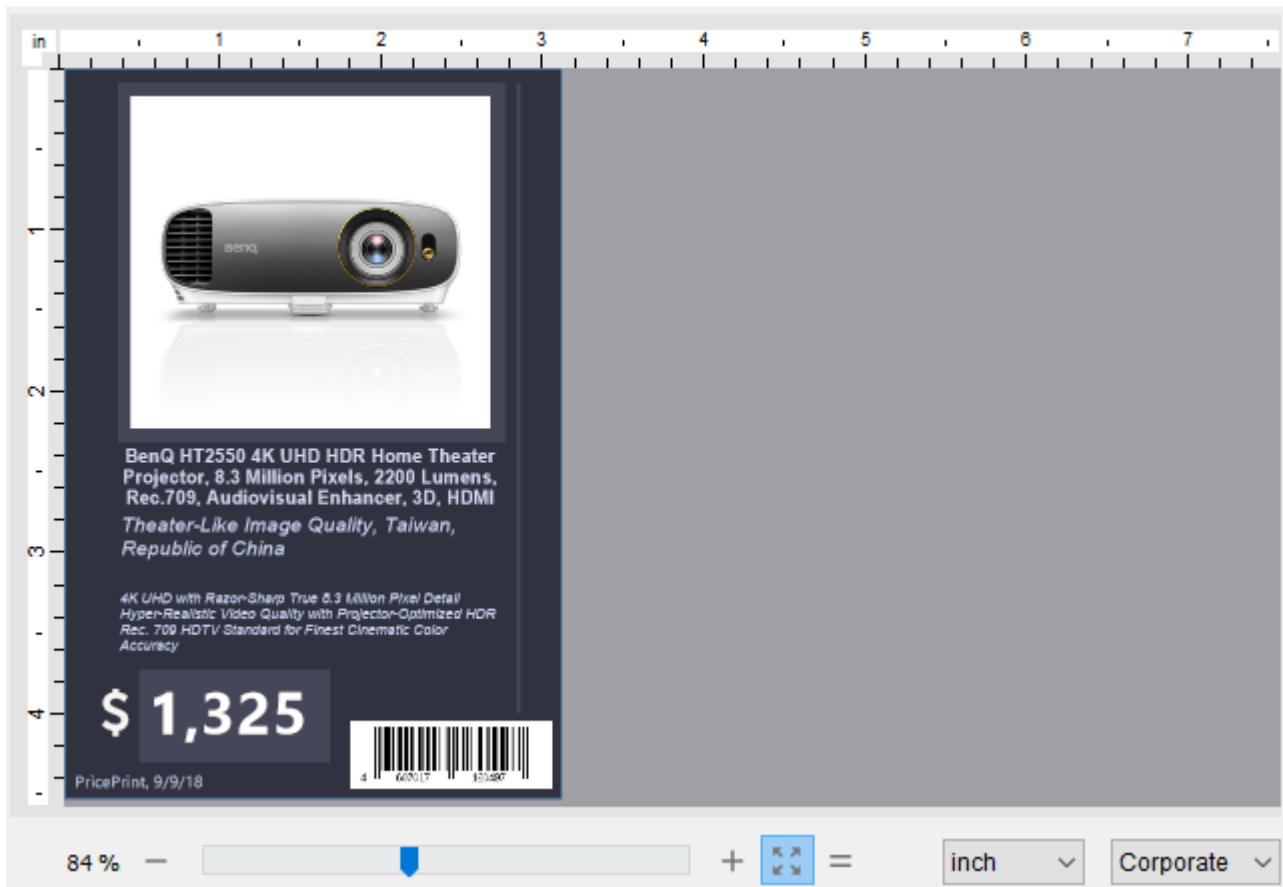 in 1 2 3 4 5 6 7
1
BenQ
2
BenQ HT2550 4K UHD HDR Home Theater
Projector, 8.3 Million Pixels, 2200 Lumens,
Rec.709, Audiovisual Enhancer, 3D, HDMI
Theater-Like Image Quality, Taiwan,
Republic of China
3
4K UHD with Razor-Sharp True 8.3 Million Pixel Detail
Hyper-Realistic Video Quality with Projector-Optimized HDR
Rec. 709 HDTV Standard for Finest Cinematic Color
Accuracy
4
$ 1,325
4 607017
PricePrint, 9/9/18
84 % − + =
inch
Corporate